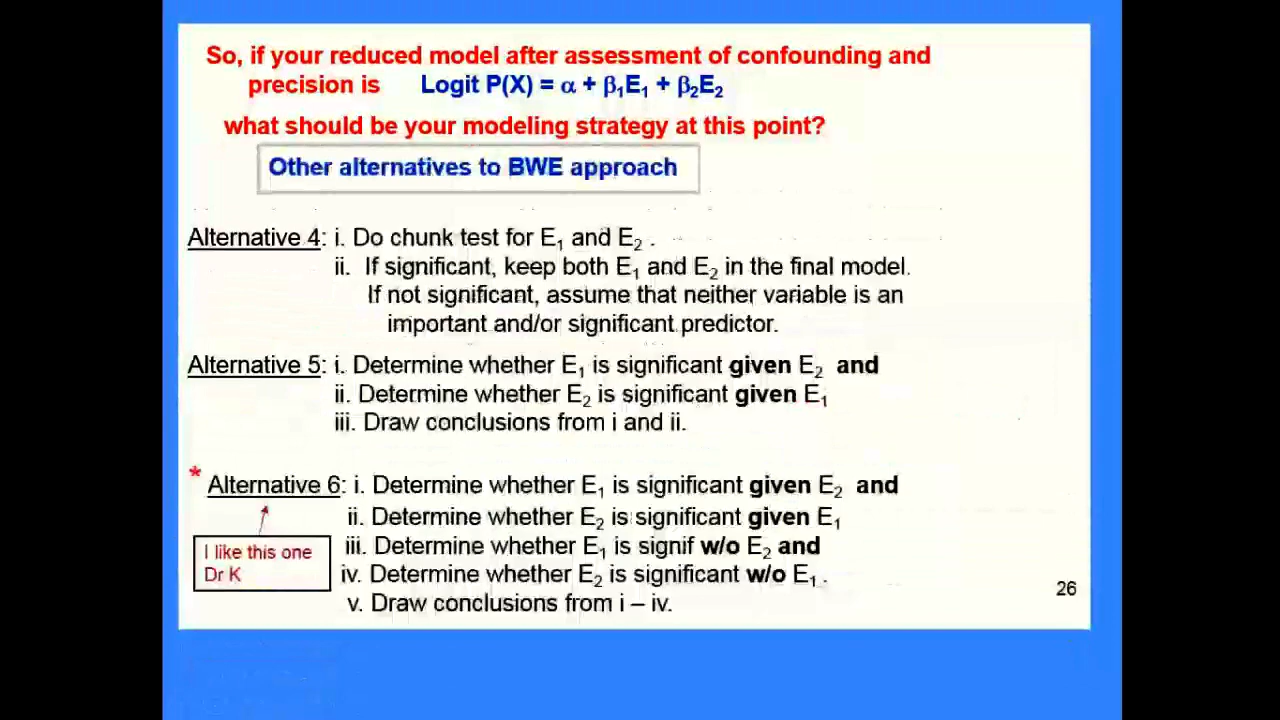 So, if your reduced model after assessment of confounding and
precision is Logit P(X) = α + β₁E₁ + β₂E₂
what should be your modeling strategy at this point?
Other alternatives to BWE approach
Alternative 4: i. Do chunk test for E₁ and E₂ .
ii. If significant, keep both E₁ and E₂ in the final model.
If not significant, assume that neither variable is an
important and/or significant predictor.
Alternative 5: i. Determine whether E₁ is significant given E₂ and
ii. Determine whether E₂ is significant given E₁
iii. Draw conclusions from i and ii.
* Alternative 6: i. Determine whether E₁ is significant given E₂ and
ii. Determine whether E₂ is significant given E₁
iii. Determine whether E₁ is signif w/o E₂ and
iv. Determine whether E₂ is significant w/o E₁ .
v. Draw conclusions from i – iv.
I like this one
Dr K
26